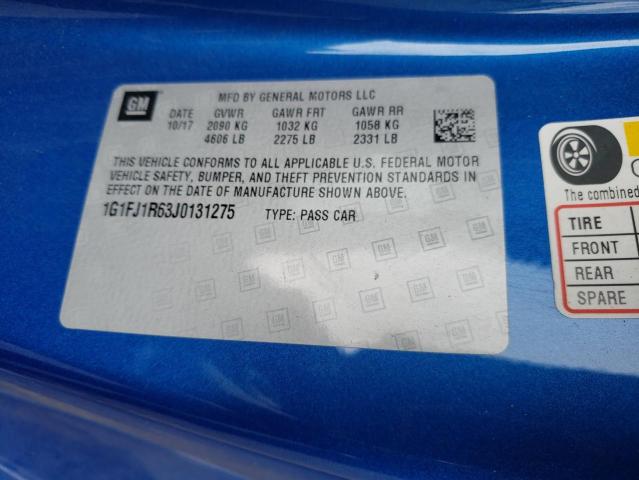 GM
MFD BY GENERAL MOTORS LLC
DATE GVWR GAWR FRT GAWR RR
10/17 2090 KG 1032 KG 1058 KG
4606 LB 2275 LB 2331 LB
THIS VEHICLE CONFORMS TO ALL APPLICABLE U.S. FEDERAL MOTOR
VEHICLE SAFETY, BUMPER, AND THEFT PREVENTION STANDARDS IN
EFFECT ON THE DATE OF MANUFACTURE SHOWN ABOVE.
1G1FJ1R63J0131275 TYPE: PASS CAR
The combined
TIRE
FRONT
REAR
SPARE